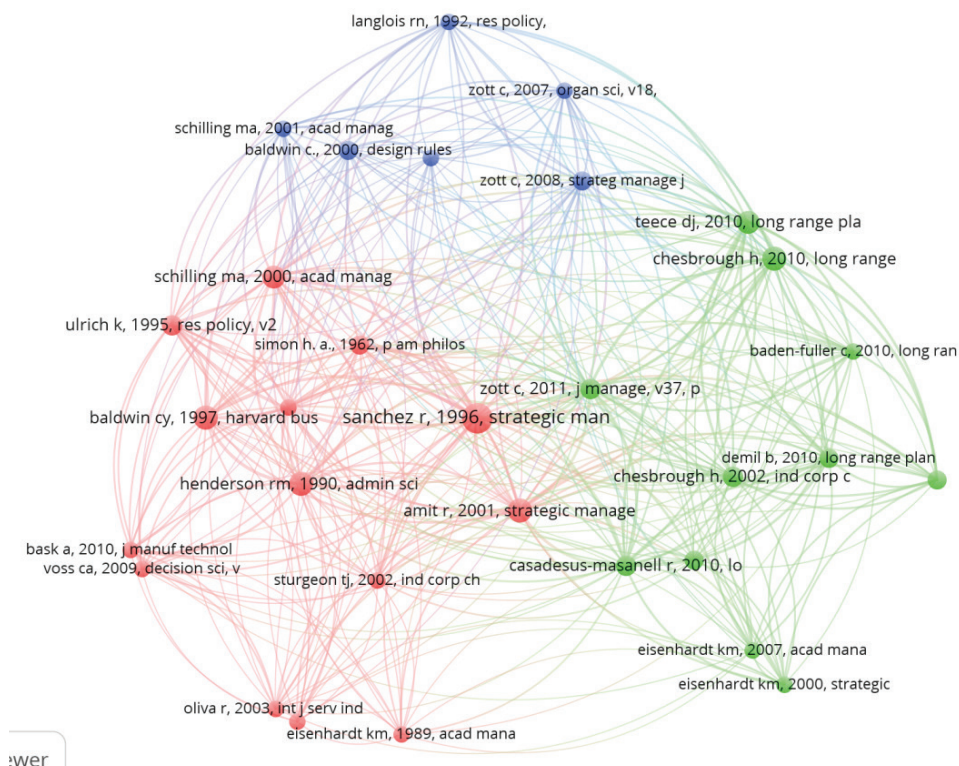 langlois rn, 1992, res policy,
zott c, 2007, organ sci, v18,
schilling ma, 2001, acad manag
baldwin c., 2000, design rules
zott c, 2008, strateg manage j
teece dj, 2010, long range pla
chesbrough h, 2010, long range
schilling ma, 2000, acad manag
ulrich k, 1995, res policy, v2
simon h. a., 1962, p am philos
baden-fuller c, 2010, long ran
zott c, 2011, j manage, v37, p
baldwin cy, 1997, harvard bus
sanchez r, 1996, strategic man
demil b, 2010, long range plan
chesbrough h, 2002, ind corp c
henderson rm, 1990, admin sci
amit r, 2001, strategic manage
bask a, 2010, j manuf technol
voss ca, 2009, decision sci, v
casadesus-masanell r, 2010, lo
sturgeon tj, 2002, ind corp ch
eisenhardt km, 2007, acad mana
eisenhardt km, 2000, strategic
oliva r, 2003, int j serv ind
eisenhardt km, 1989, acad mana
ewer